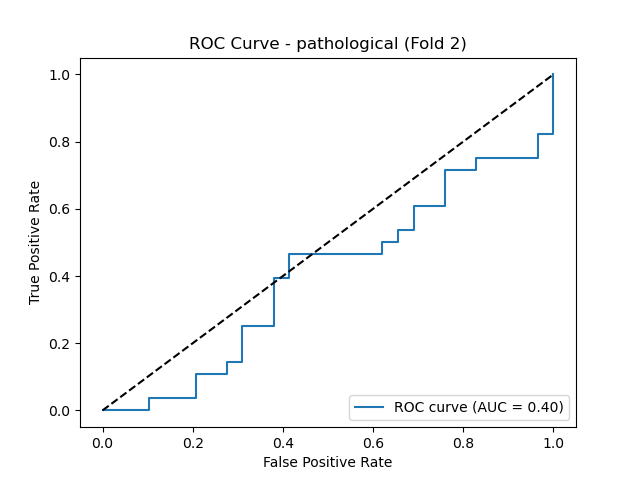 ROC Curve - pathological (Fold 2)
True Positive Rate
1.0
0.8
0.6
0.4
0.2
0.0
0.0 0.2 0.4 0.6 0.8 1.0
False Positive Rate
ROC curve (AUC = 0.40)